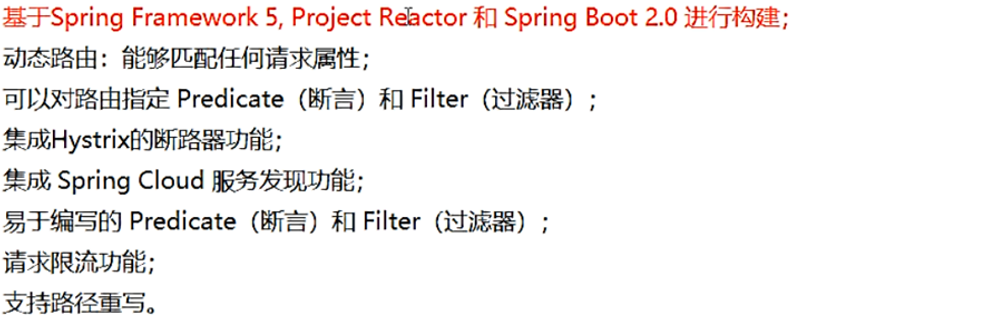 基于Spring Framework 5, Project Reactor 和 Spring Boot 2.0 进行构建；
动态路由：能够匹配任何请求属性；
可以对路由指定 Predicate（断言）和 Filter（过滤器）；
集成Hystrix的断路器功能；
集成 Spring Cloud 服务发现功能；
易于编写的 Predicate（断言）和 Filter（过滤器）；
请求限流功能；
支持路径重写。